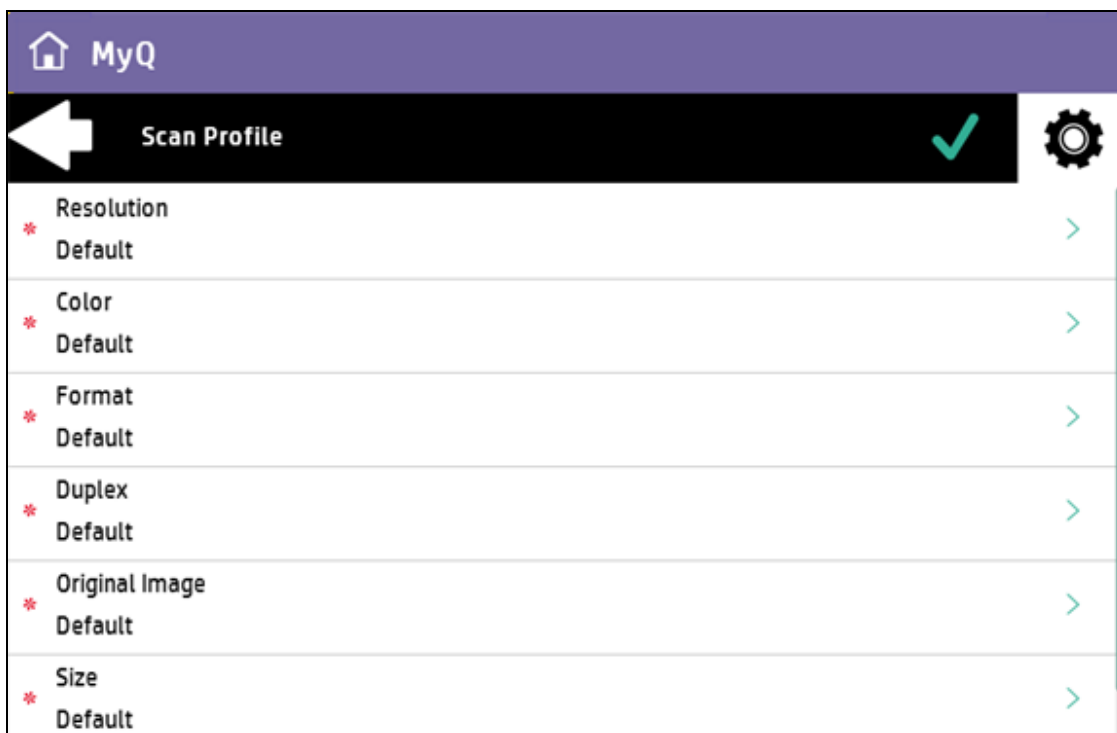 MyQ
Scan Profile
Resolution
* Default
Color
* Default
Format
* Default
Duplex
* Default
Original Image
* Default
Size
* Default